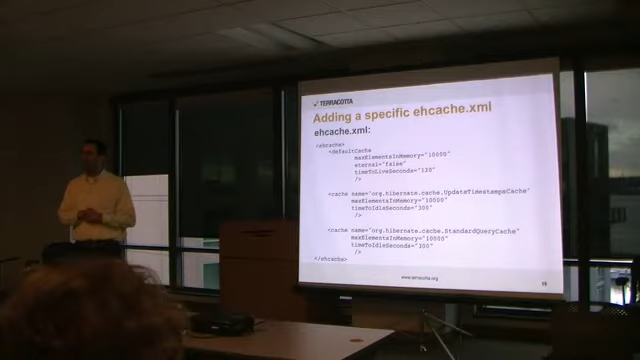 TERRACOTTA
Adding a specific ehcache.xml
ehcache.xml:
<ehcache>
<defaultCache
maxElementsInMemory="10000"
eternal="false"
timeToLiveSeconds="120"
/>
<cache name="org.hibernate.cache.UpdateTimestampsCache"
maxElementsInMemory="10000"
timeToIdleSeconds="300"
/>
<cache name="org.hibernate.cache.StandardQueryCache"
maxElementsInMemory="10000"
timeToIdleSeconds="300"
/>
</ehcache>
www.terracotta.org